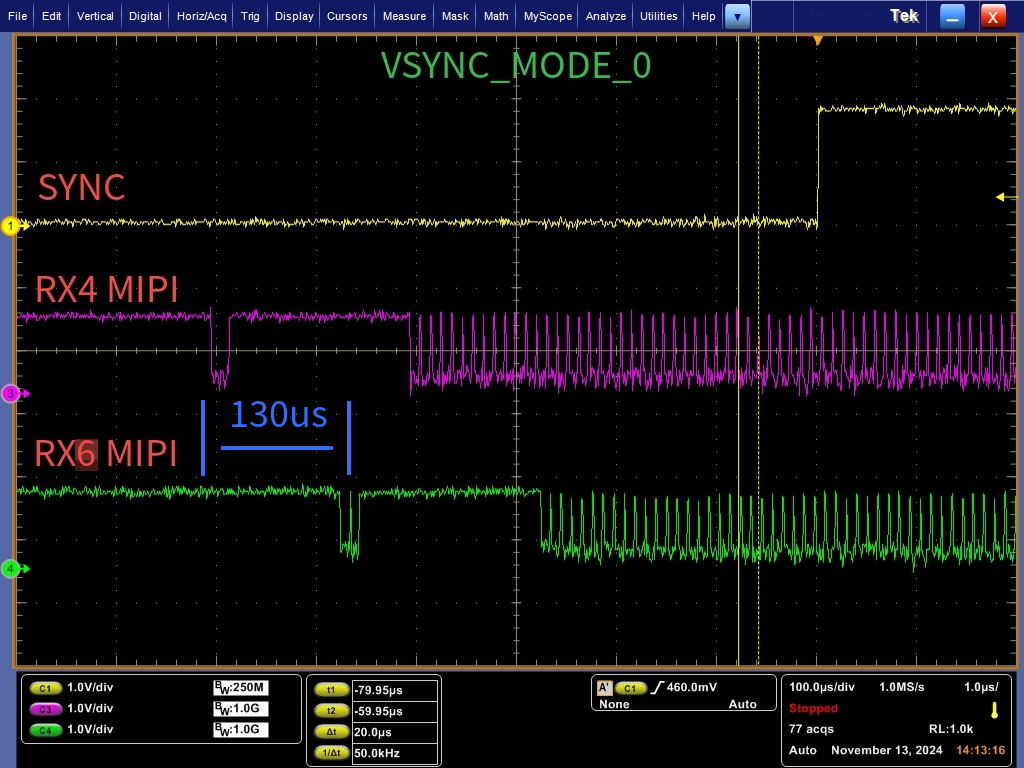 File Edit Vertical Digital Horiz/Acq Trig Display Cursors Measure Mask Math MyScope Analyze Utilities Help Tek X
VSYNC_MODE_0
SYNC
1
RX4 MIPI
3
130us
RX6 MIPI
4
C1 1.0V/div BW:250M
C3 1.0V/div BW:1.0G
C4 1.0V/div BW:1.0G
t1 -79.95µs
t2 -59.95µs
Δt 20.0µs
1/Δt 50.0kHz
A' C1 460.0mV
None Auto
100.0µs/div 1.0MS/s 1.0µs/
Stopped
77 acqs RL:1.0k
Auto November 13, 2024 14:13:16